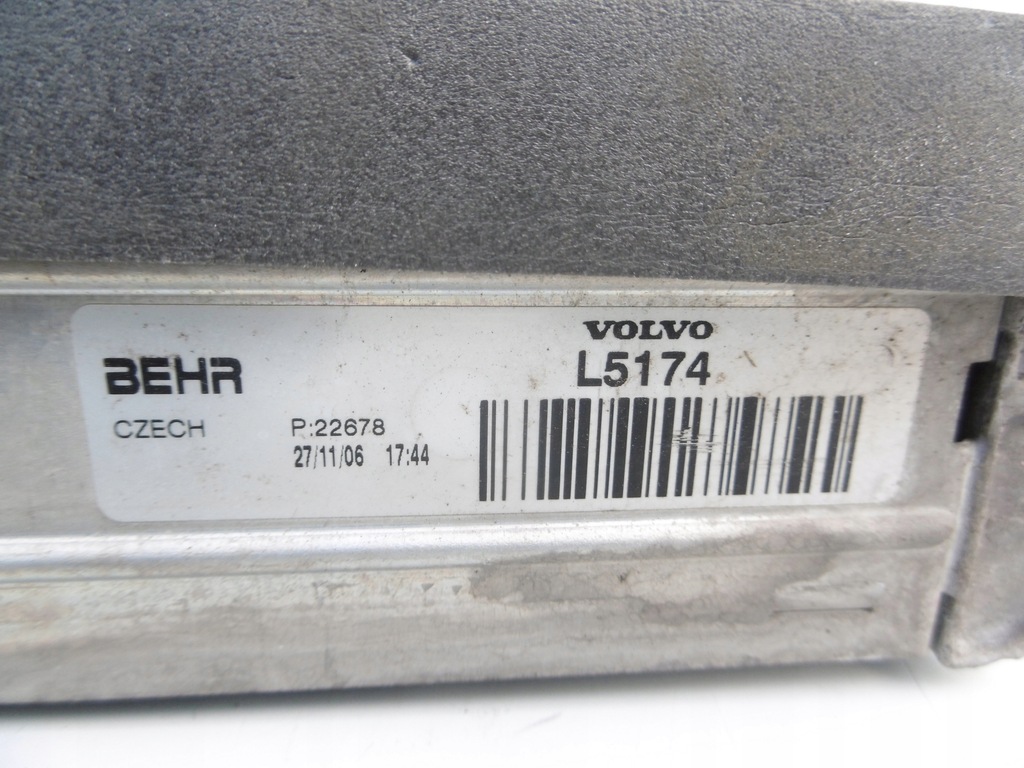 VOLVO
BEHR
L5174
CZECH
P:22678
27/11/06 17:44